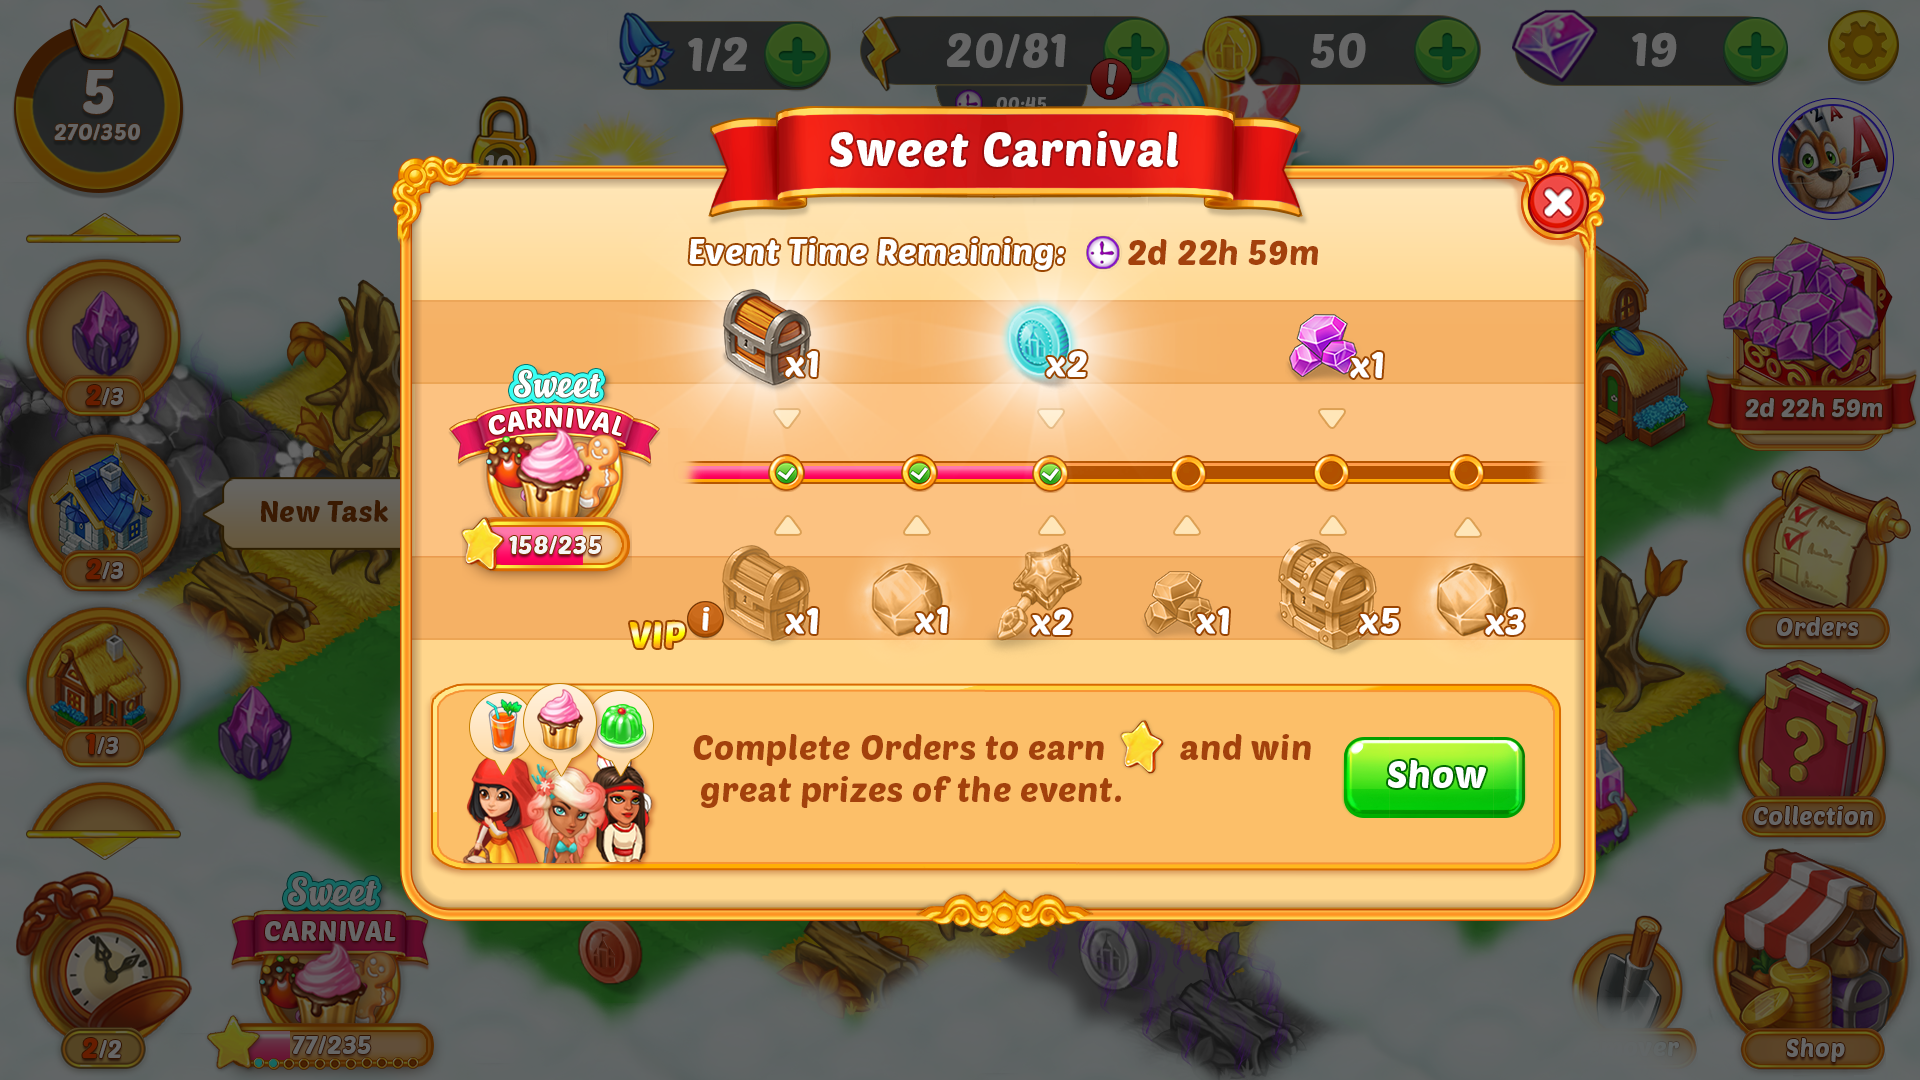 5
270/350
1/2
20/81
50
19
00:45
10
Sweet Carnival
Event Time Remaining: 2d 22h 59m
x1
x2
x1
Sweet
CARNIVAL
158/235
VIP
i
x1
x1
x2
x1
x5
x3
Complete Orders to earn and win
great prizes of the event.
Show
2/3
New Task
2/3
1/3
2/2
Sweet
CARNIVAL
77/235
2d 22h 59m
Orders
?
Collection
Shop
A
!